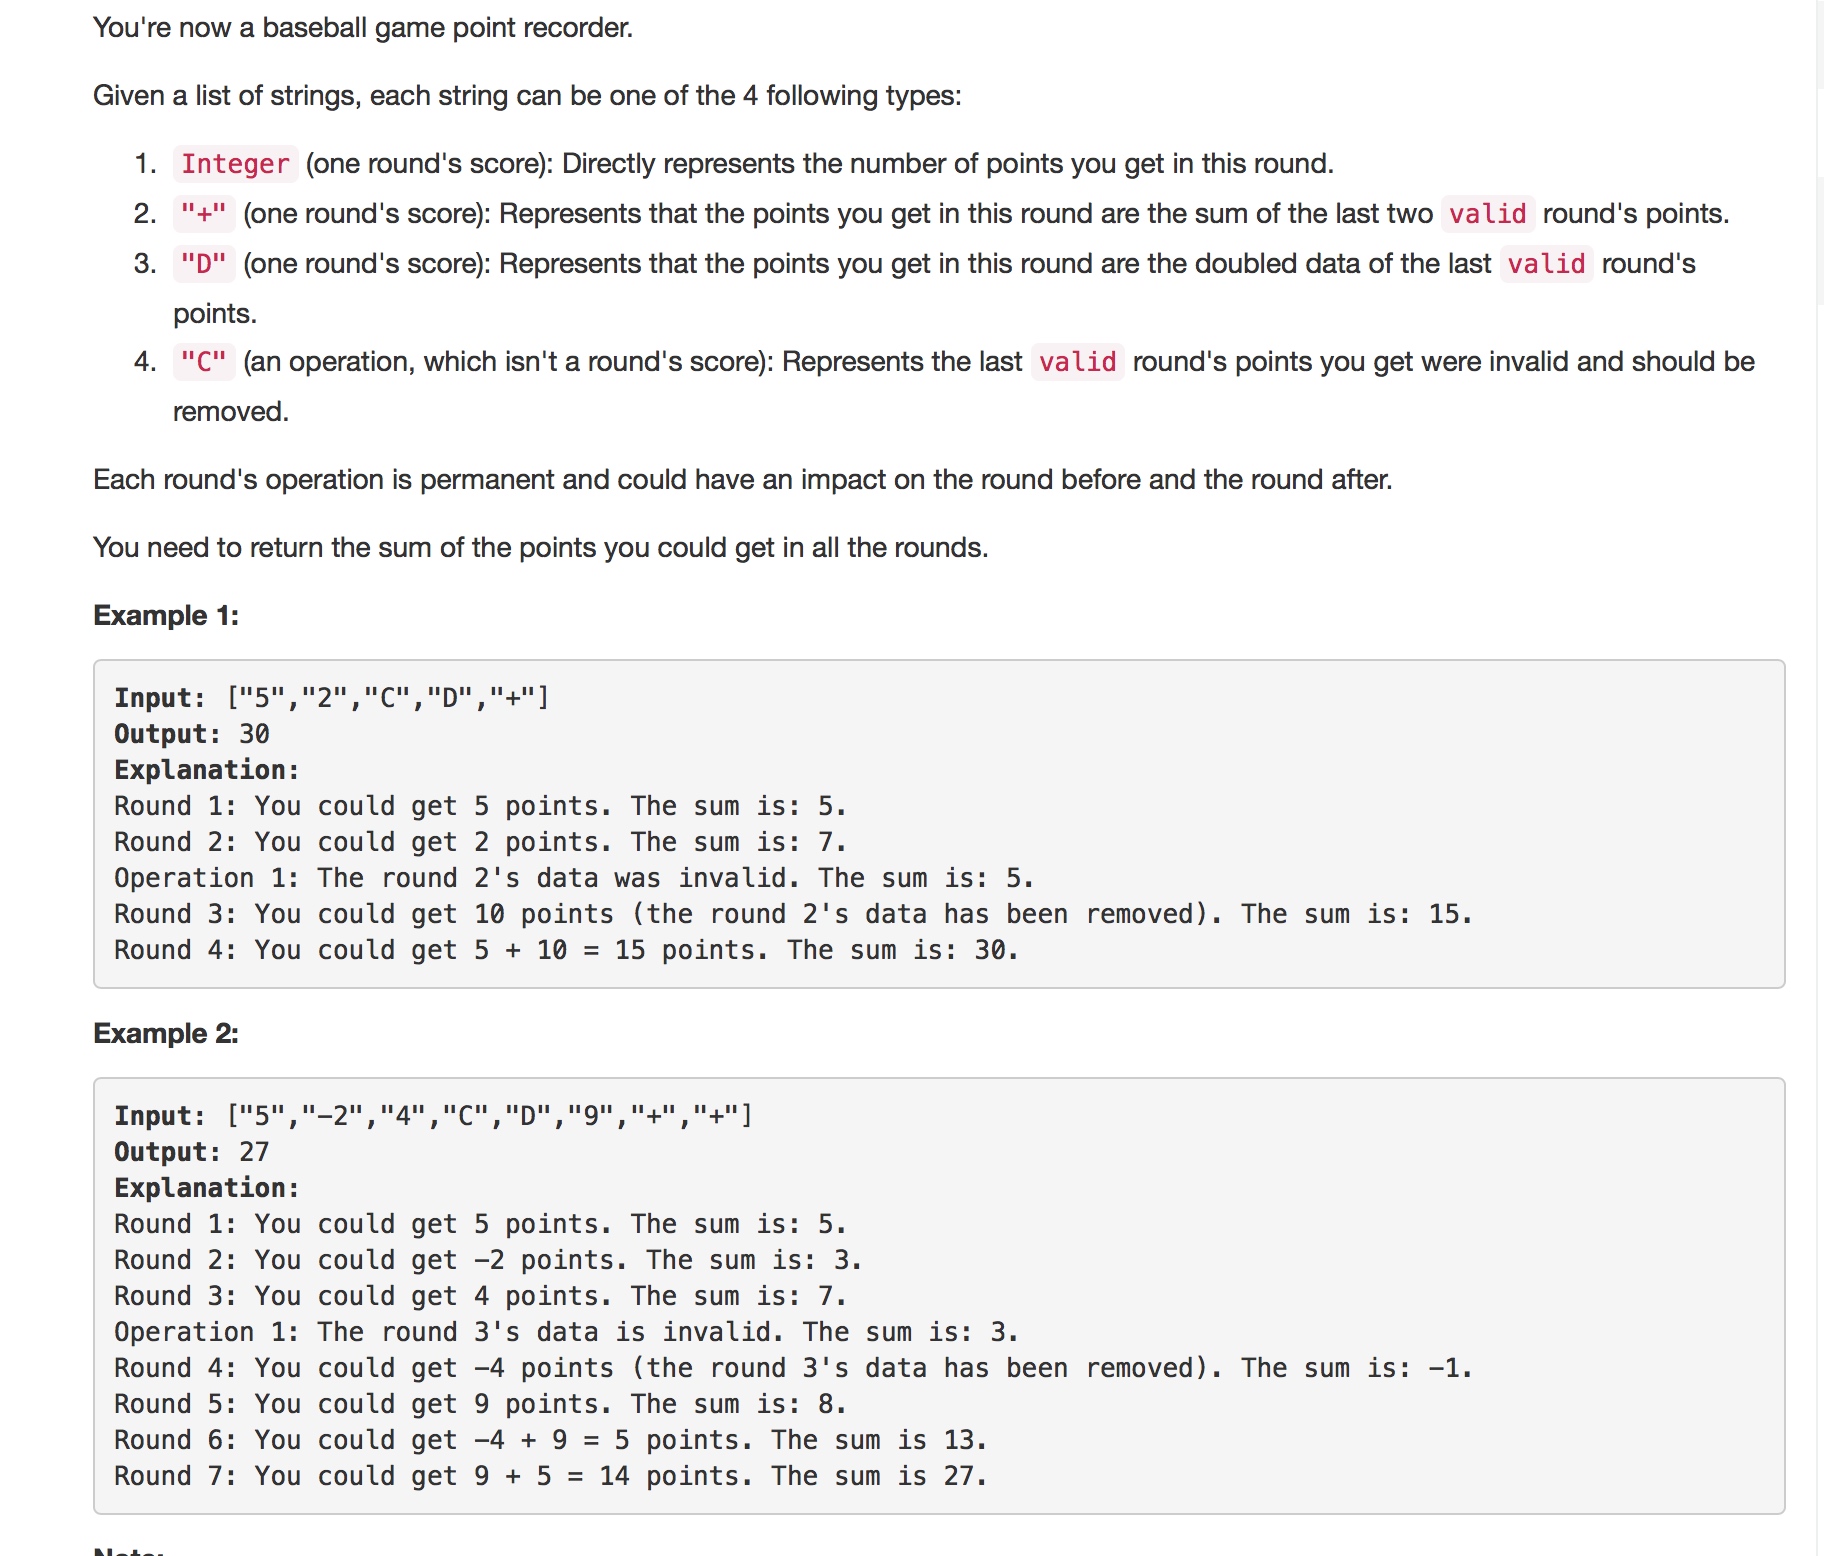 You're now a baseball game point recorder.
Given a list of strings, each string can be one of the 4 following types:
1. Integer (one round's score): Directly represents the number of points you get in this round.
2. "+" (one round's score): Represents that the points you get in this round are the sum of the last two valid round's points.
3. "D" (one round's score): Represents that the points you get in this round are the doubled data of the last valid round's
points.
4. "C" (an operation, which isn't a round's score): Represents the last valid round's points you get were invalid and should be
removed.
Each round's operation is permanent and could have an impact on the round before and the round after.
You need to return the sum of the points you could get in all the rounds.
Example 1:
Input: ["5","2","C","D","+"]
Output: 30
Explanation:
Round 1: You could get 5 points. The sum is: 5.
Round 2: You could get 2 points. The sum is: 7.
Operation 1: The round 2's data was invalid. The sum is: 5.
Round 3: You could get 10 points (the round 2's data has been removed). The sum is: 15.
Round 4: You could get 5 + 10 = 15 points. The sum is: 30.
Example 2:
Input: ["5","-2","4","C","D","9","+","+"]
Output: 27
Explanation:
Round 1: You could get 5 points. The sum is: 5.
Round 2: You could get -2 points. The sum is: 3.
Round 3: You could get 4 points. The sum is: 7.
Operation 1: The round 3's data is invalid. The sum is: 3.
Round 4: You could get -4 points (the round 3's data has been removed). The sum is: -1.
Round 5: You could get 9 points. The sum is: 8.
Round 6: You could get -4 + 9 = 5 points. The sum is 13.
Round 7: You could get 9 + 5 = 14 points. The sum is 27.